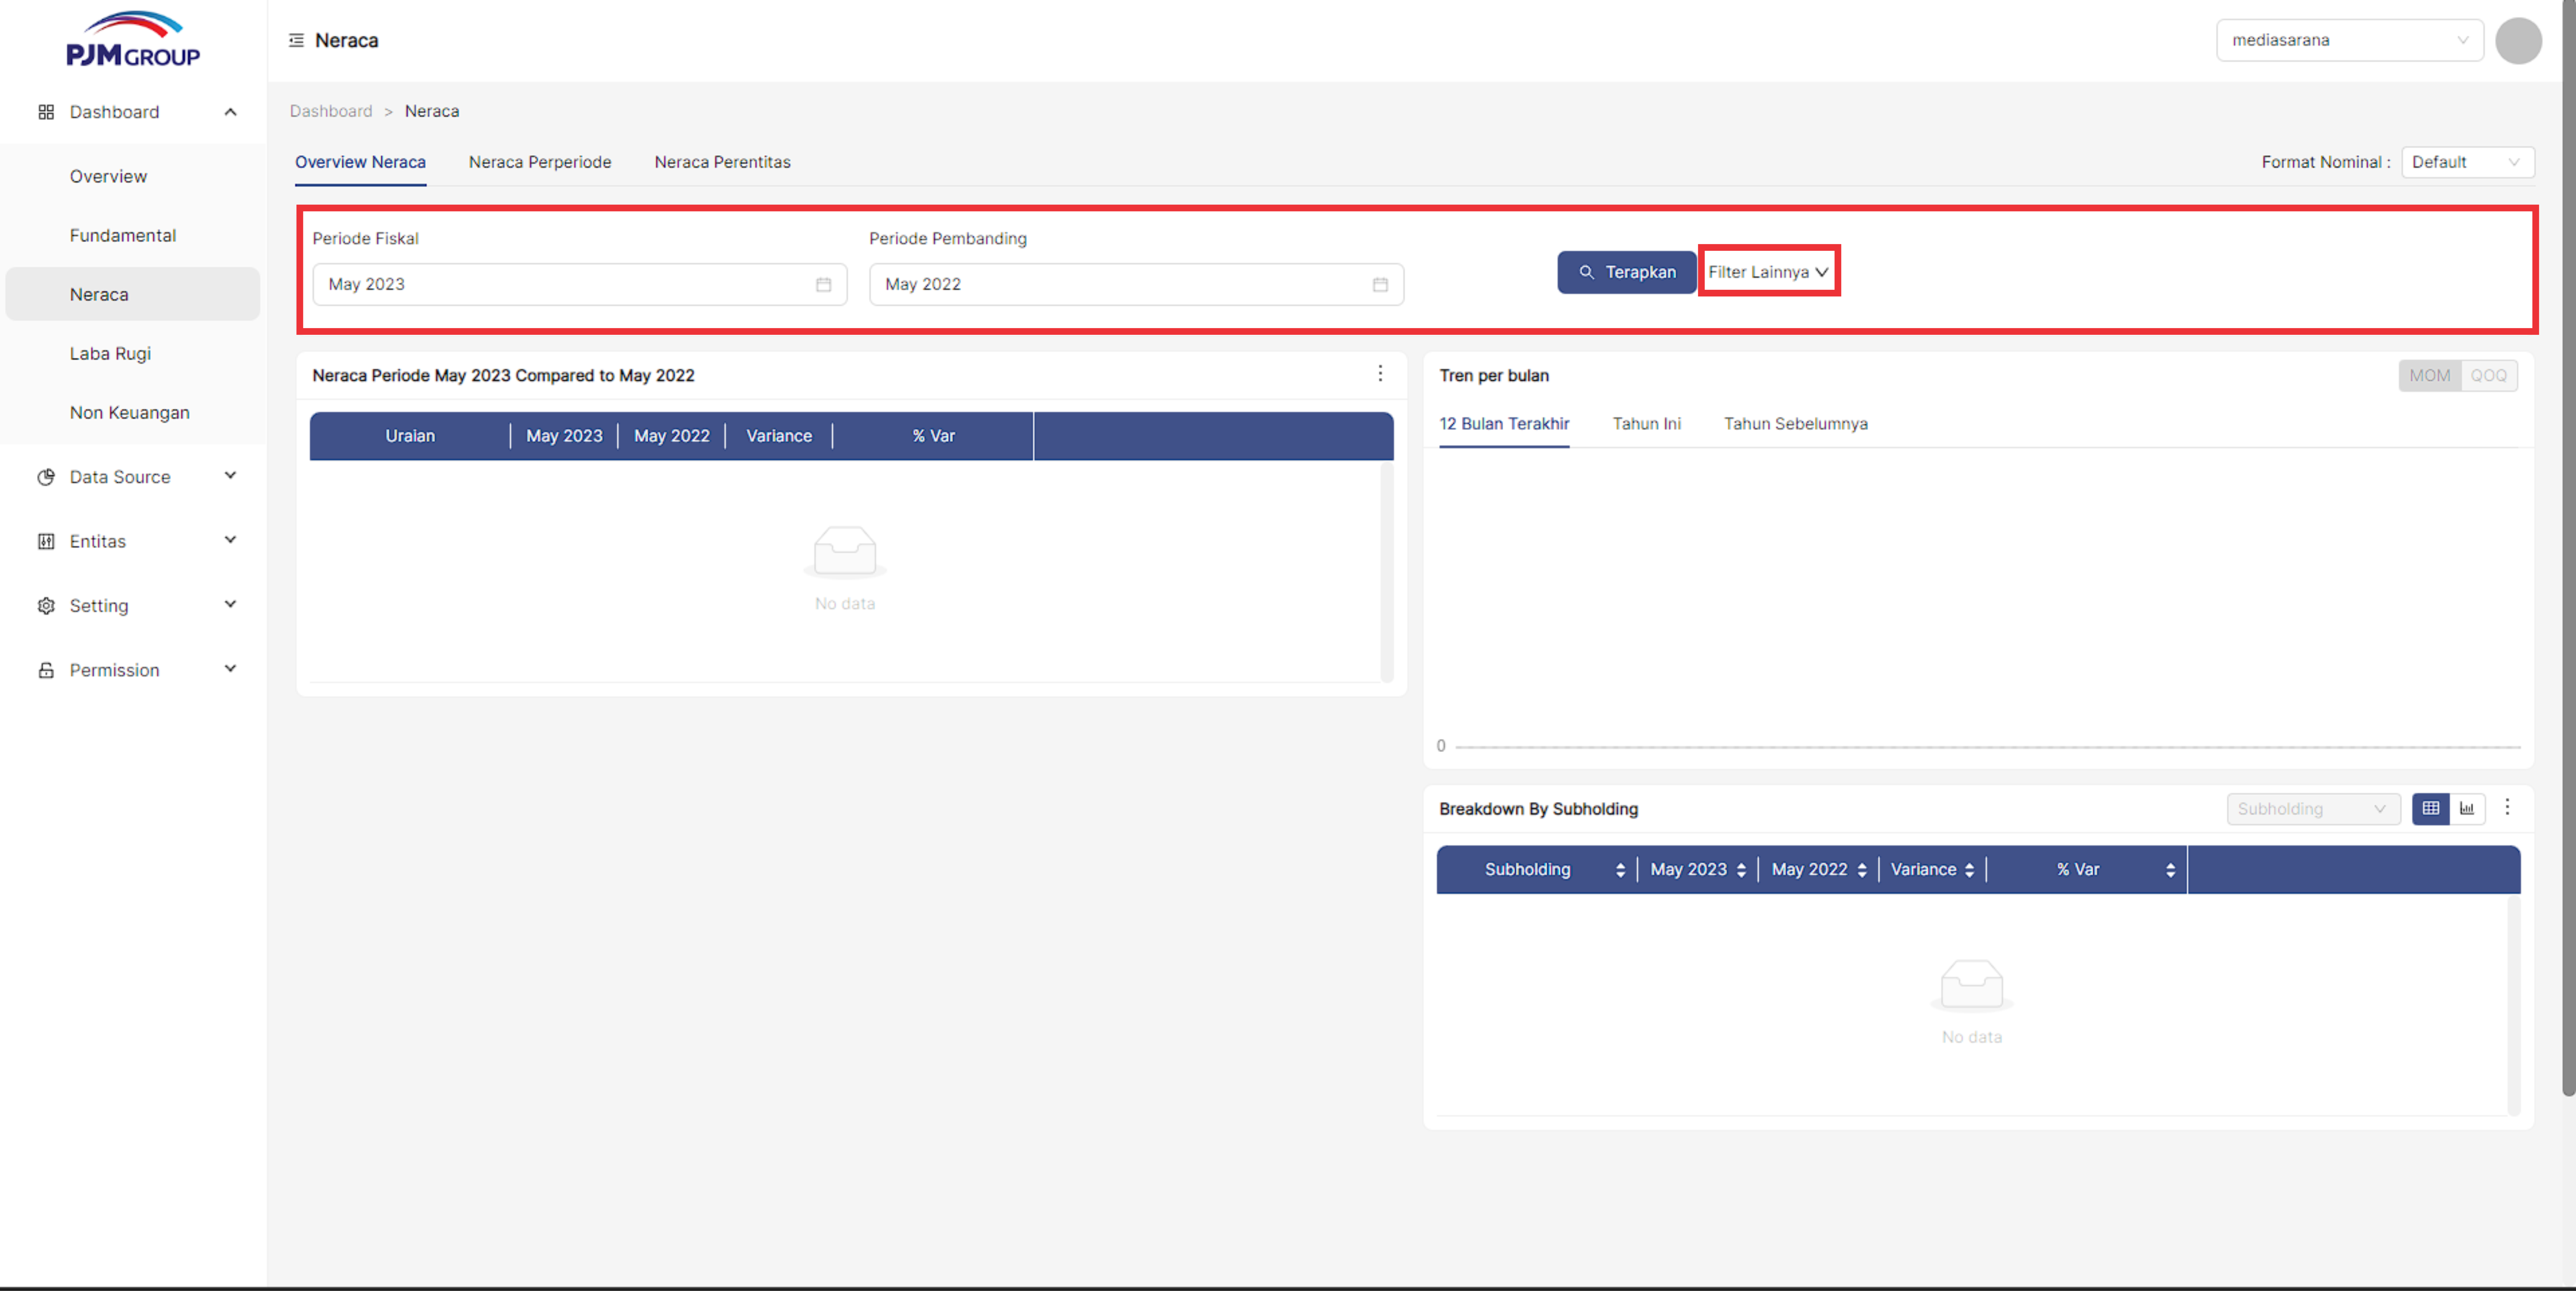 PJM GROUP
Neraca
mediasarana
Dashboard
Overview
Fundamental
Neraca
Laba Rugi
Non Keuangan
Data Source
Entitas
Setting
Permission
Dashboard > Neraca
Overview Neraca Neraca Perperiode Neraca Perentitas
Format Nominal : Default
Periode Fiskal Periode Pembanding
May 2023 May 2022 Terapkan Filter Lainnya
Neraca Periode May 2023 Compared to May 2022
Uraian May 2023 May 2022 Variance % Var
No data
Tren per bulan MOM QOQ
12 Bulan Terakhir Tahun Ini Tahun Sebelumnya
0
Breakdown By Subholding Subholding
Subholding May 2023 May 2022 Variance % Var
No data